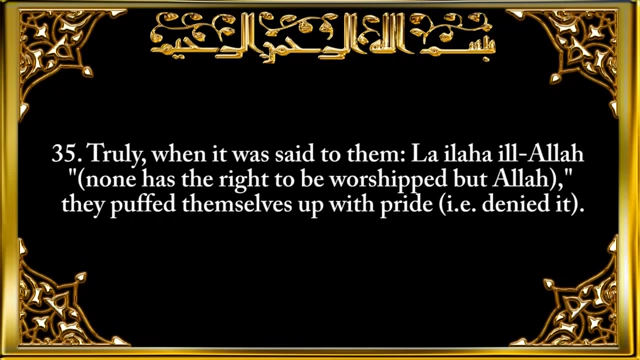 بسم الله الرحمن الرحيم
35. Truly, when it was said to them: La ilaha ill-Allah
"(none has the right to be worshipped but Allah),"
they puffed themselves up with pride (i.e. denied it).